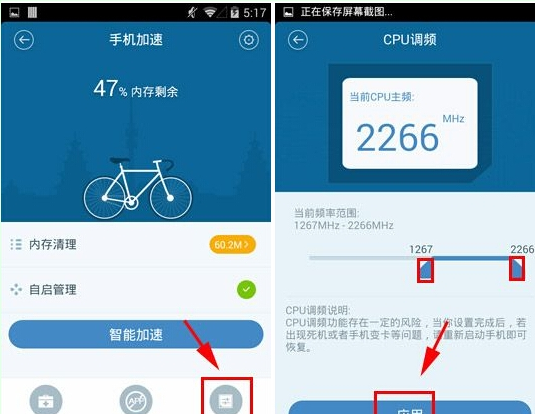 5:17
手机加速
47% 内存剩余
内存清理
60.2M>
自启管理
智能加速
APP
正在保存屏幕截图...
CPU调频
当前CPU主频:
2266 MHz
当前频率范围:
1267MHz - 2266MHz
1267
2266
CPU调频说明:
CPU调频功能存在一定的风险，当你设置完成后，若
出现死机或者手机变卡等问题，请重新启动手机即可
恢复。
应用